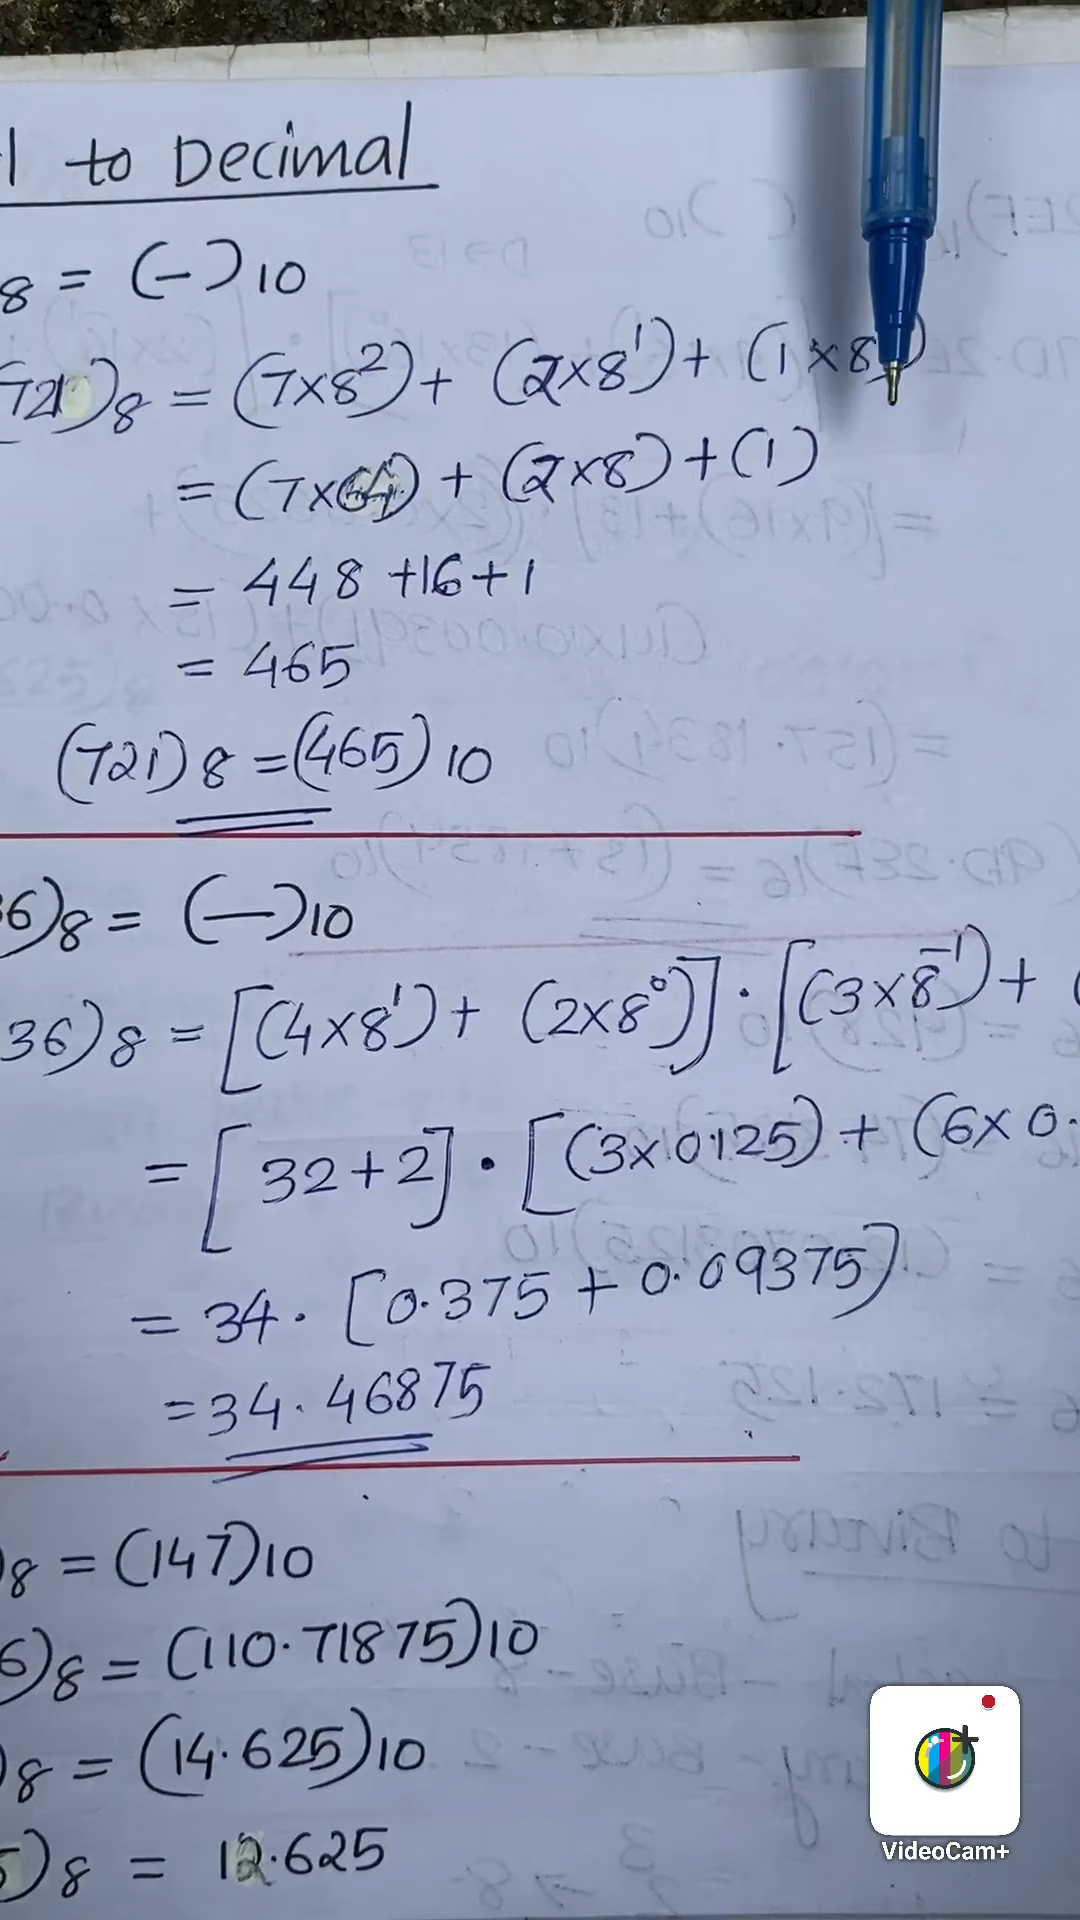 l to Decimal
8 = (—)10
(721)8 = (7×8²)+ (2×8¹)+ (1×8
= (7×64) + (2×8)+(1)
= 448 +16+1
= 465
(721)8 =(465)10
36)8 = (—)10
36)8 = [(4×8¹)+ (2×8⁰)] · [(3×8⁻¹)+ (
= [32+2] · [(3×0.125)+(6×0.
= 34. [0.375 + 0.09375]
= 34.46875
)8 = (147)10
6)8 = (110.71875)10
)8 = (14.625)10
5)8 = 12.625
VideoCam+